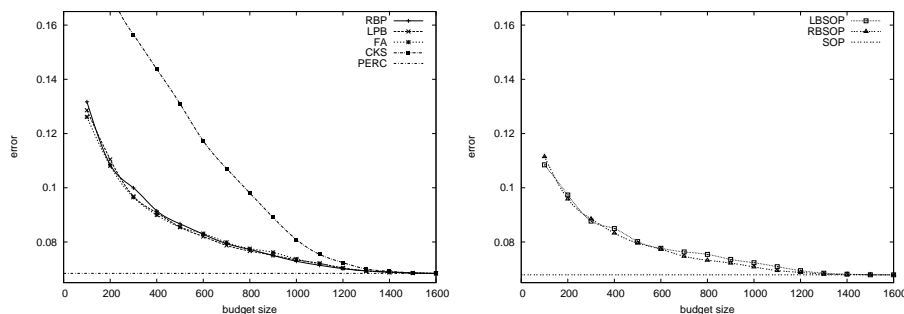 0.16
0.14
0.12
0.1
0.08
error
0 200 400 600 800 1000 1200 1400 1600
budget size
RBP
LPB
FA
CKS
PERC
0.16
0.14
0.12
0.1
0.08
error
0 200 400 600 800 1000 1200 1400 1600
budget size
LBSOP
RBSOP
SOP